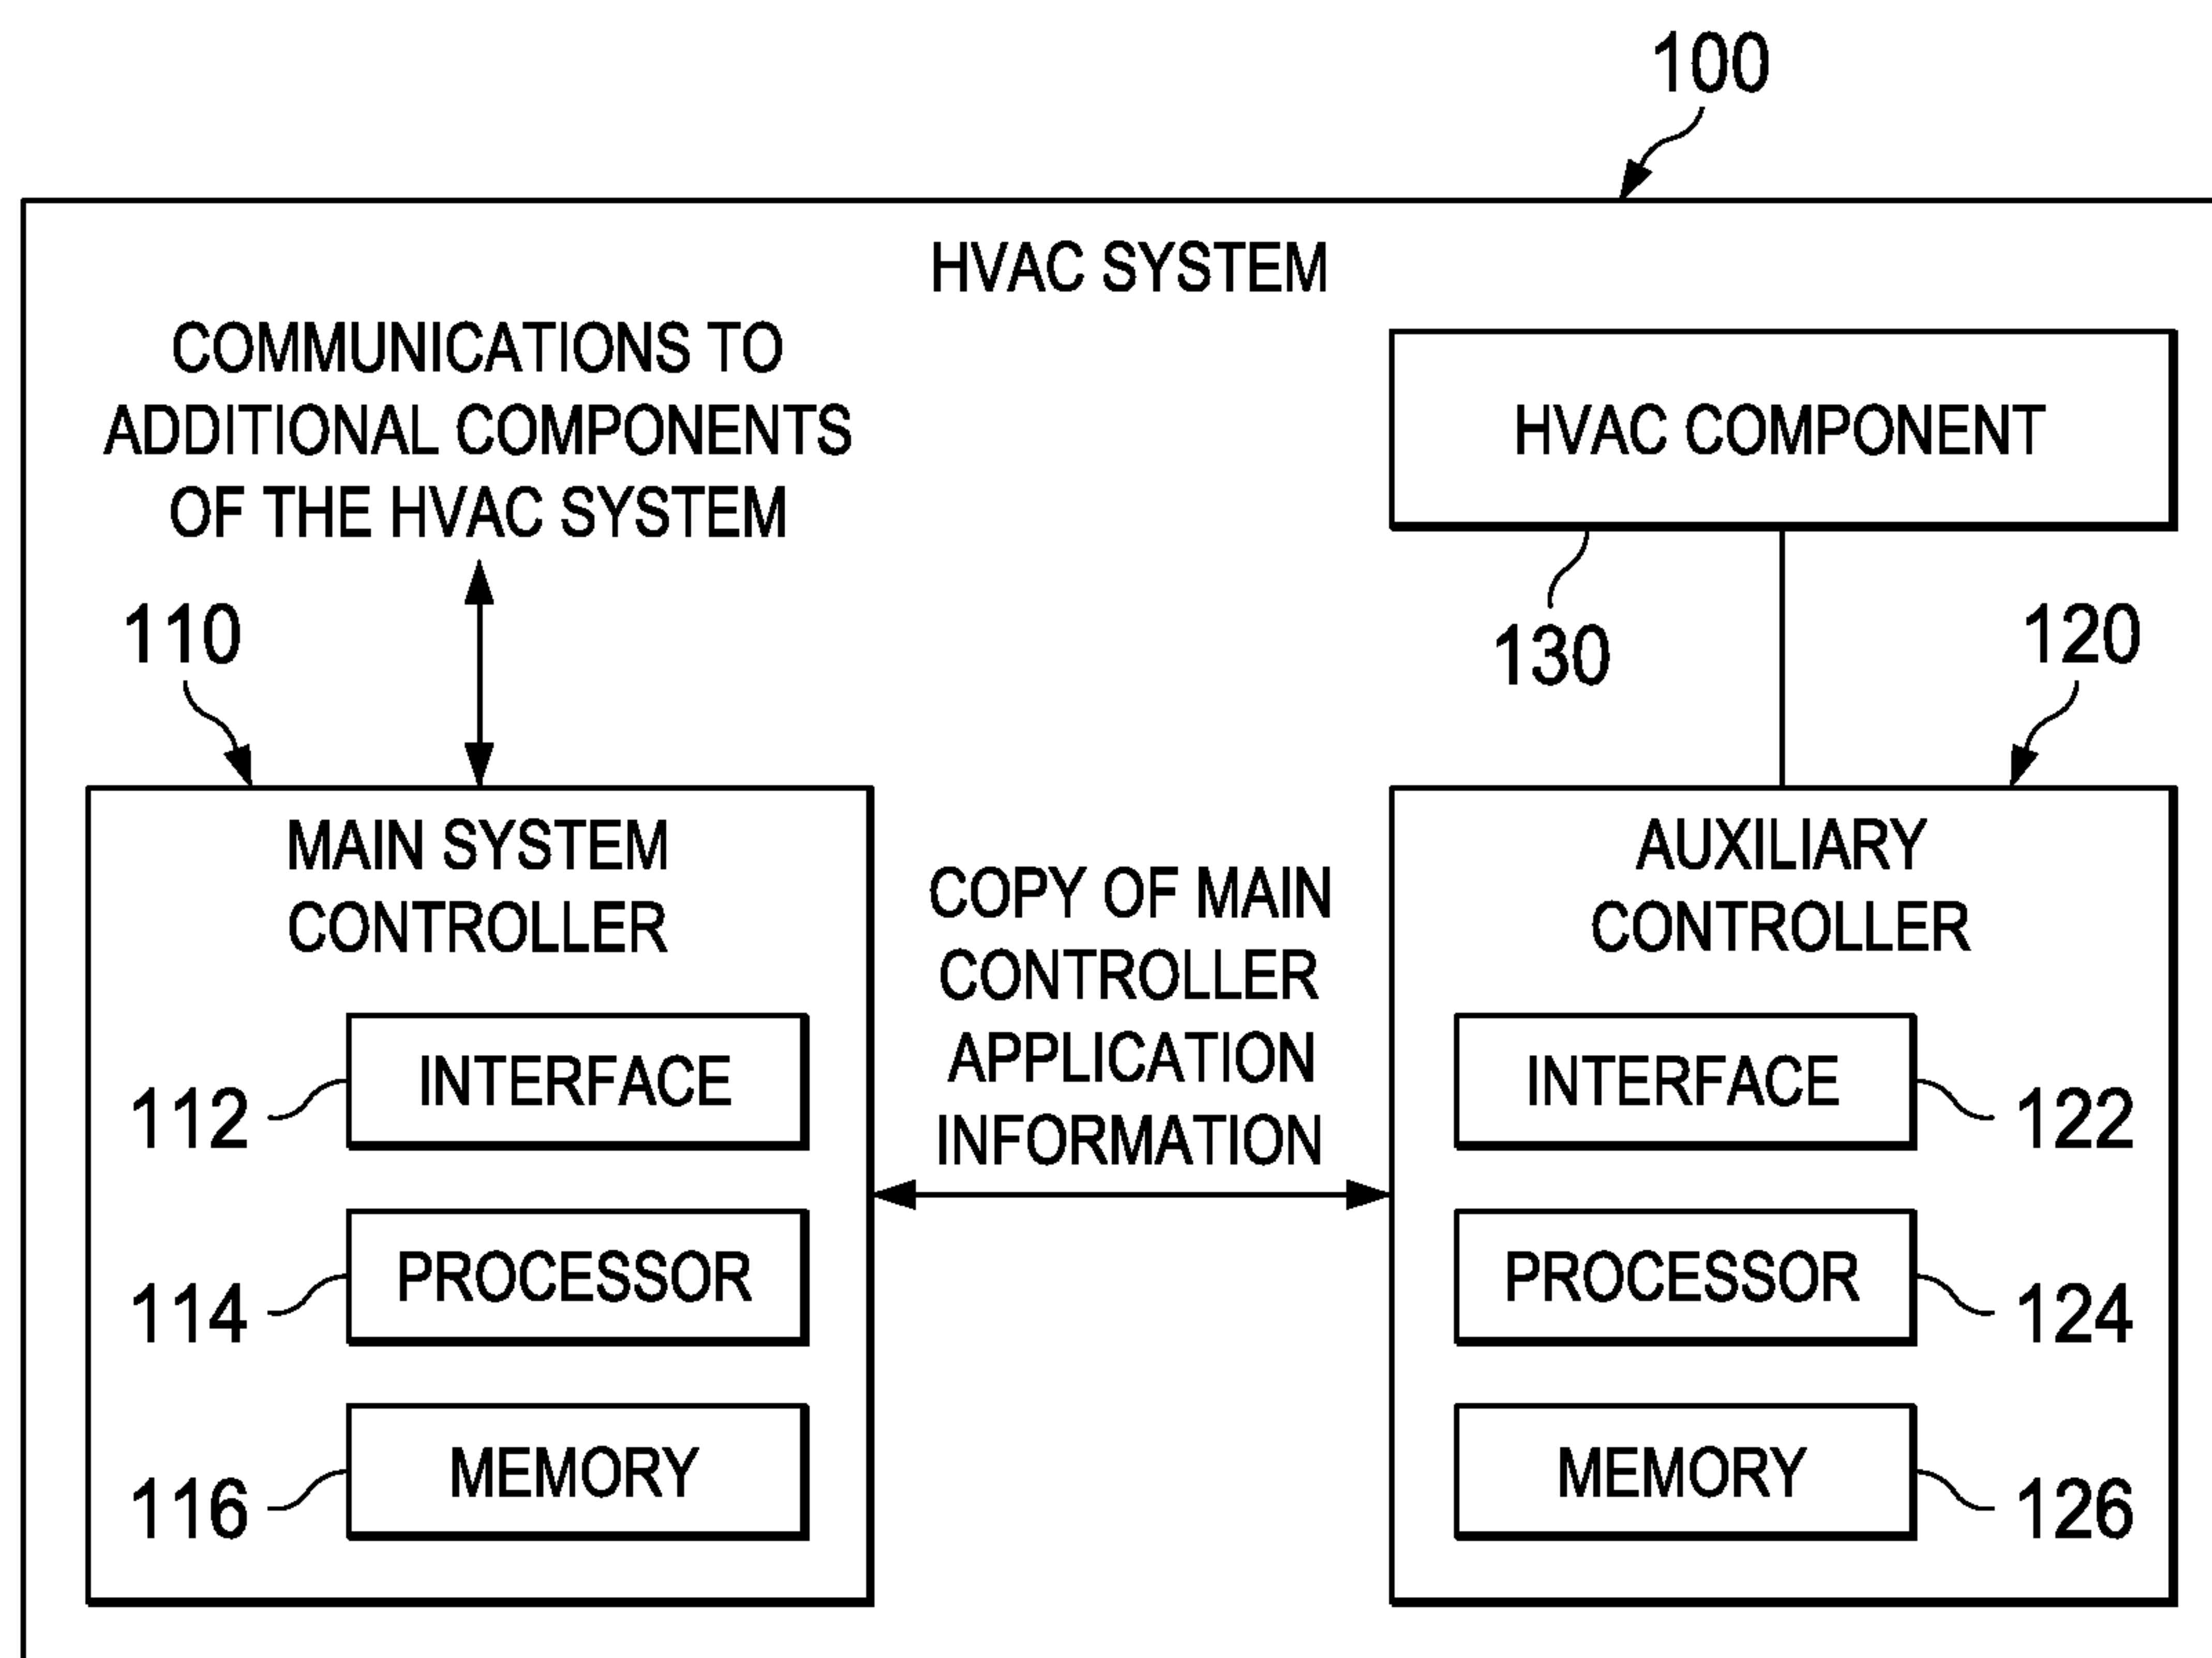 100
HVAC SYSTEM
COMMUNICATIONS TO
ADDITIONAL COMPONENTS
OF THE HVAC SYSTEM
HVAC COMPONENT
130
110
120
MAIN SYSTEM
CONTROLLER
112
INTERFACE
114
PROCESSOR
116
MEMORY
COPY OF MAIN
CONTROLLER
APPLICATION
INFORMATION
AUXILIARY
CONTROLLER
INTERFACE
122
PROCESSOR
124
MEMORY
126